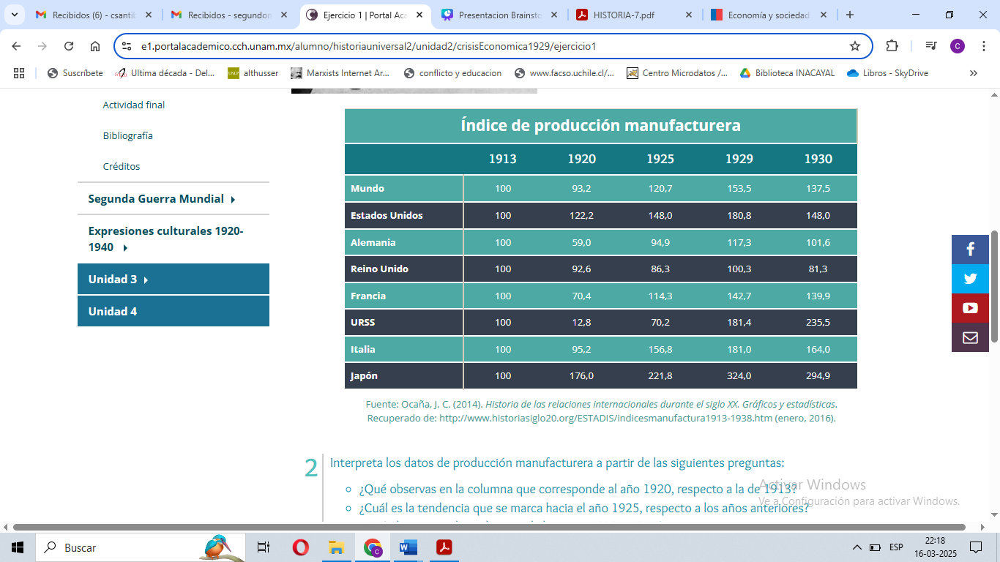 Recibidos (6) - csantib
Recibidos - segundon
Ejercicio 1 | Portal Aca
Presentacion Brainsto
HISTORIA-7.pdf
Economía y sociedad
e1.portalacademico.cch.unam.mx/alumno/historiauniversal2/unidad2/crisisEconomica1929/ejercicio1
C
Suscríbete
Ultima década - Del...
althusser
Marxists Internet Ar...
conflicto y educacion
www.facso.uchile.cl/...
Centro Microdatos /...
Biblioteca INACAYAL
Libros - SkyDrive
»
Actividad final
Bibliografía
Créditos
Segunda Guerra Mundial
Expresiones culturales 1920-
1940
Unidad 3
Unidad 4
Índice de producción manufacturera
1913 1920 1925 1929 1930
Mundo 100 93,2 120,7 153,5 137,5
Estados Unidos 100 122,2 148,0 180,8 148,0
Alemania 100 59,0 94,9 117,3 101,6
Reino Unido 100 92,6 86,3 100,3 81,3
Francia 100 70,4 114,3 142,7 139,9
URSS 100 12,8 70,2 181,4 235,5
Italia 100 95,2 156,8 181,0 164,0
Japón 100 176,0 221,8 324,0 294,9
Fuente: Ocaña, J. C. (2014). Historia de las relaciones internacionales durante el siglo XX. Gráficos y estadísticas.
Recuperado de: http://www.historiasiglo20.org/ESTADIS/indicesmanufactura1913-1938.htm (enero, 2016).
2 Interpreta los datos de producción manufacturera a partir de las siguientes preguntas:
¿Qué observas en la columna que corresponde al año 1920, respecto a la de 1913?
¿Cuál es la tendencia que se marca hacia el año 1925, respecto a los años anteriores?
Activar Windows
Ve a Configuración para activar Windows.
Buscar
ESP
22:18
16-03-2025